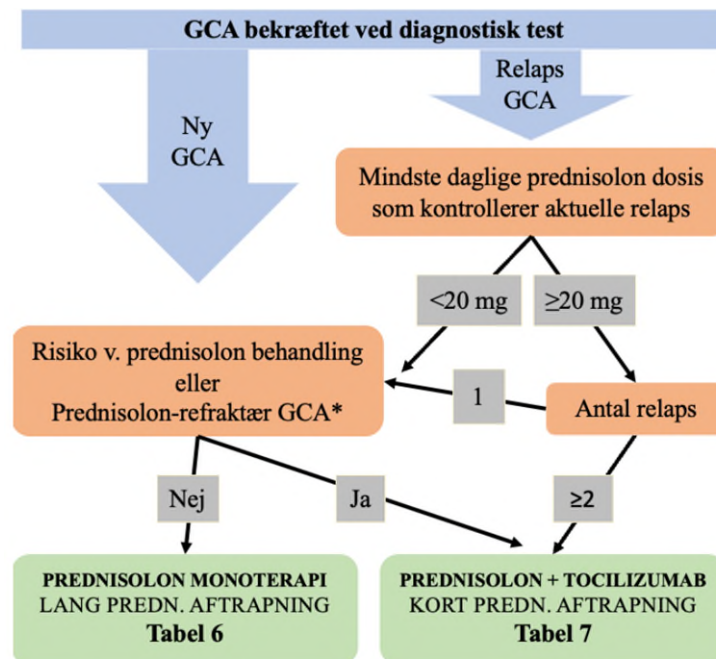 GCA bekræftet ved diagnostisk test
Ny
GCA
Relaps
GCA
Mindste daglige prednisolon dosis
som kontrollerer aktuelle relaps
<20 mg
≥20 mg
Risiko v. prednisolon behandling
eller
Prednisolon-refraktær GCA*
1
Antal relaps
Nej
Ja
≥2
PREDNISOLON MONOTERAPI
LANG PREDN. AFTRAPNING
Tabel 6
PREDNISOLON + TOCILIZUMAB
KORT PREDN. AFTRAPNING
Tabel 7